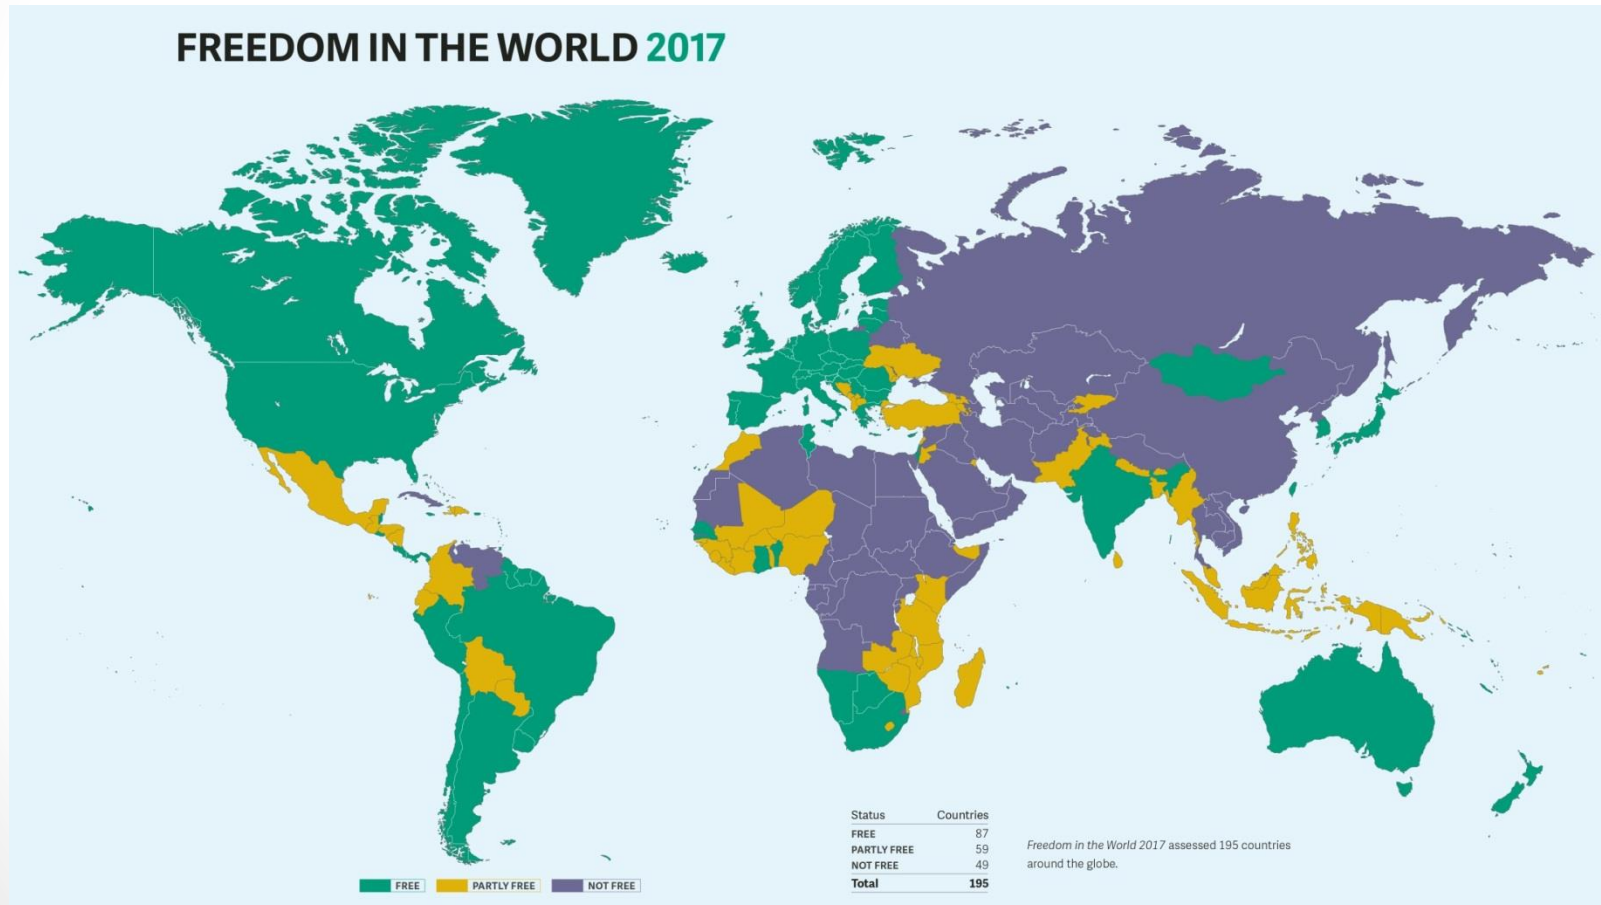 FREEDOM IN THE WORLD 2017
Status Countries
FREE 87
PARTLY FREE 59
NOT FREE 49
Total 195
Freedom in the World 2017 assessed 195 countries
around the globe.
FREE PARTLY FREE NOT FREE